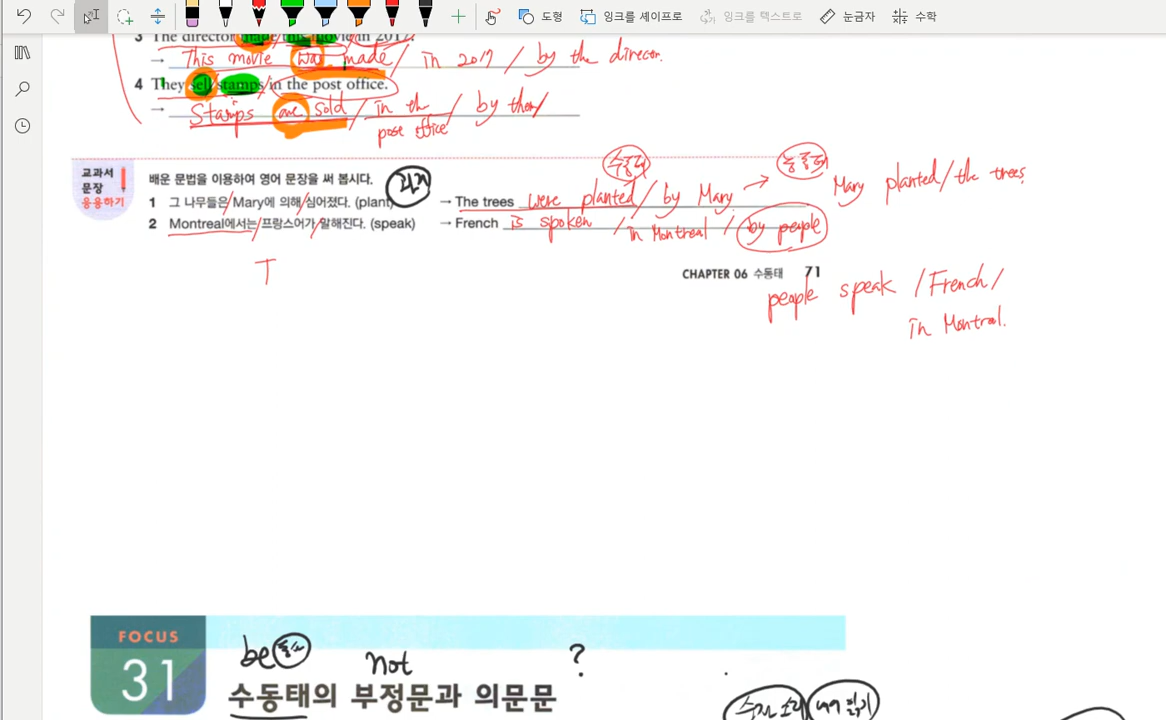 도형 잉크를 셰이프로 잉크를 텍스트로 눈금자 수학
3 The director made/this movie/in 2017.
→ This movie was made / in 2017 / by the director.
4 They sell/stamps/in the post office.
→ Stamps are sold / in the post office / by them/
교과서 문장 응용하기
배운 문법을 이용하여 영어 문장을 써 봅시다. 과거
수동태 능동태
1 그 나무들은/Mary에 의해/심어졌다. (plant) → The trees were planted / by Mary. → Mary planted/the trees.
2 Montreal에서는/프랑스어가/말해진다. (speak) → French is spoken / in Montreal / by people
T
CHAPTER 06 수동태 71
people speak / French /
in Montral.
FOCUS
31
be동사 not ?
수동태의 부정문과 의문문